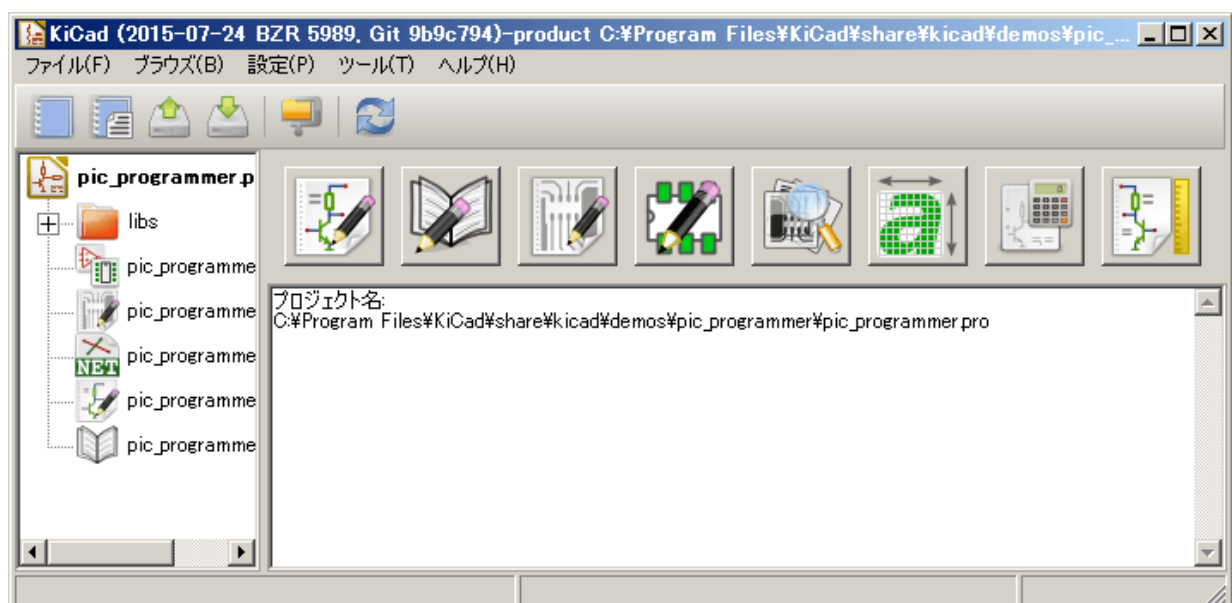 KiCad (2015-07-24 BZR 5989, Git 9b9c794)-product C:¥Program Files¥KiCad¥share¥kicad¥demos¥pic_...
ファイル(F) ブラウズ(B) 設定(P) ツール(T) ヘルプ(H)
pic_programmer.p
libs
pic_programme
pic_programme
NET pic_programme
pic_programme
pic_programme
プロジェクト名:
C:¥Program Files¥KiCad¥share¥kicad¥demos¥pic_programmer¥pic_programmer.pro
a